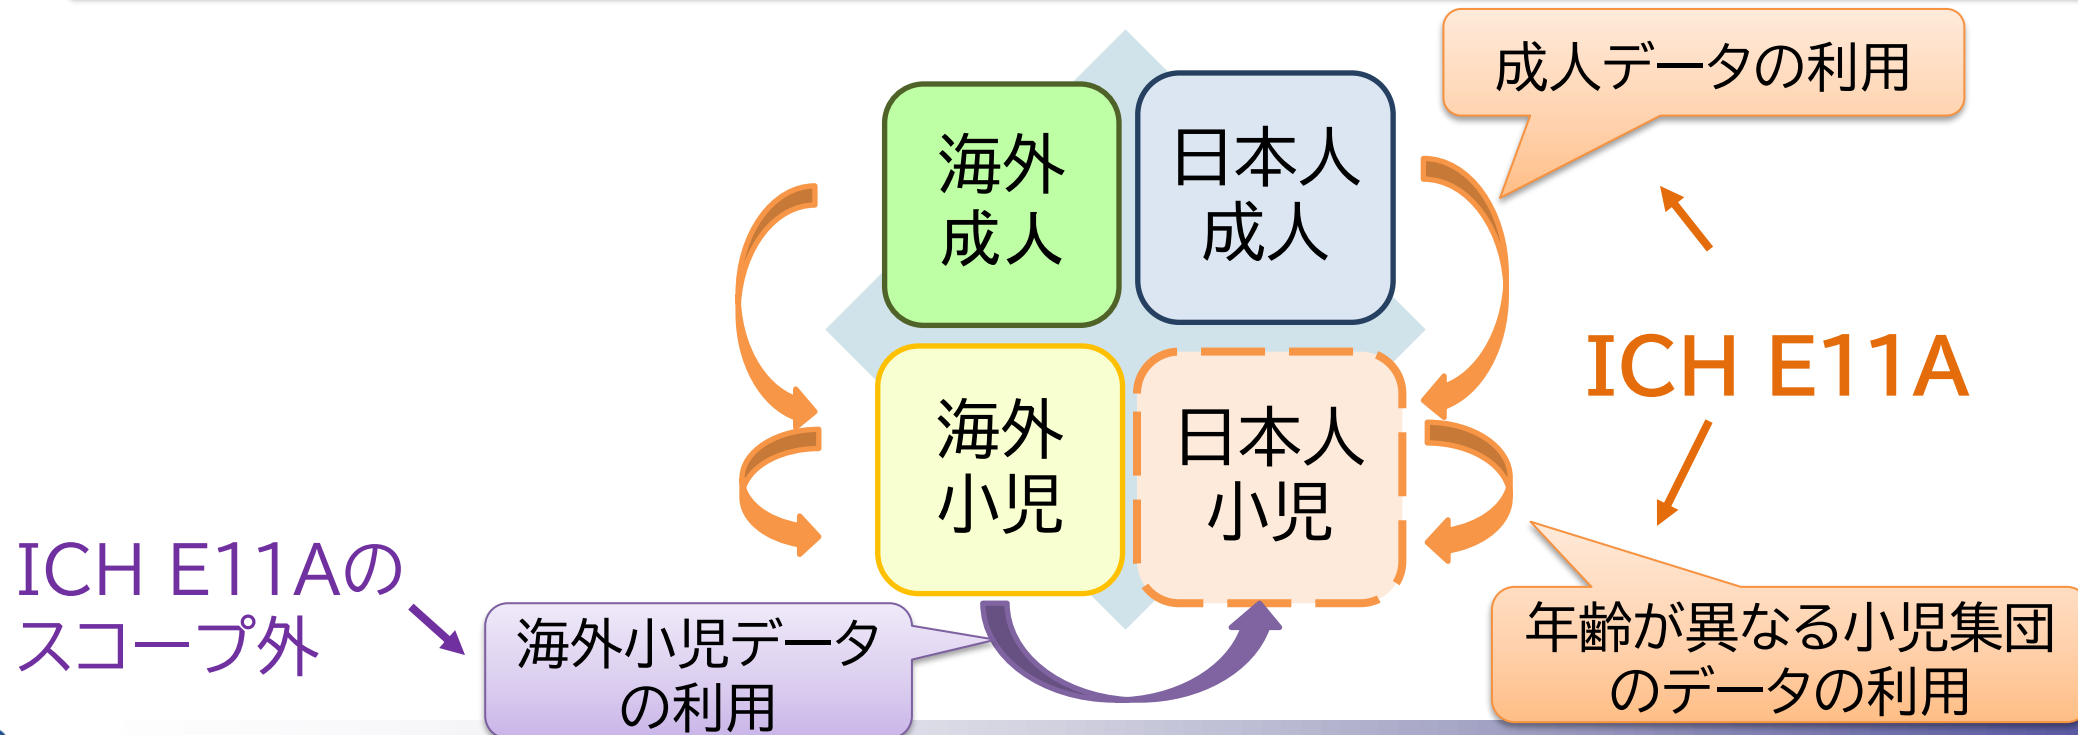 成人データの利用
海外
成人
日本人
成人
ICH E11A
海外
小児
日本人
小児
ICH E11Aの
スコープ外
海外小児データ
の利用
年齢が異なる小児集団
のデータの利用